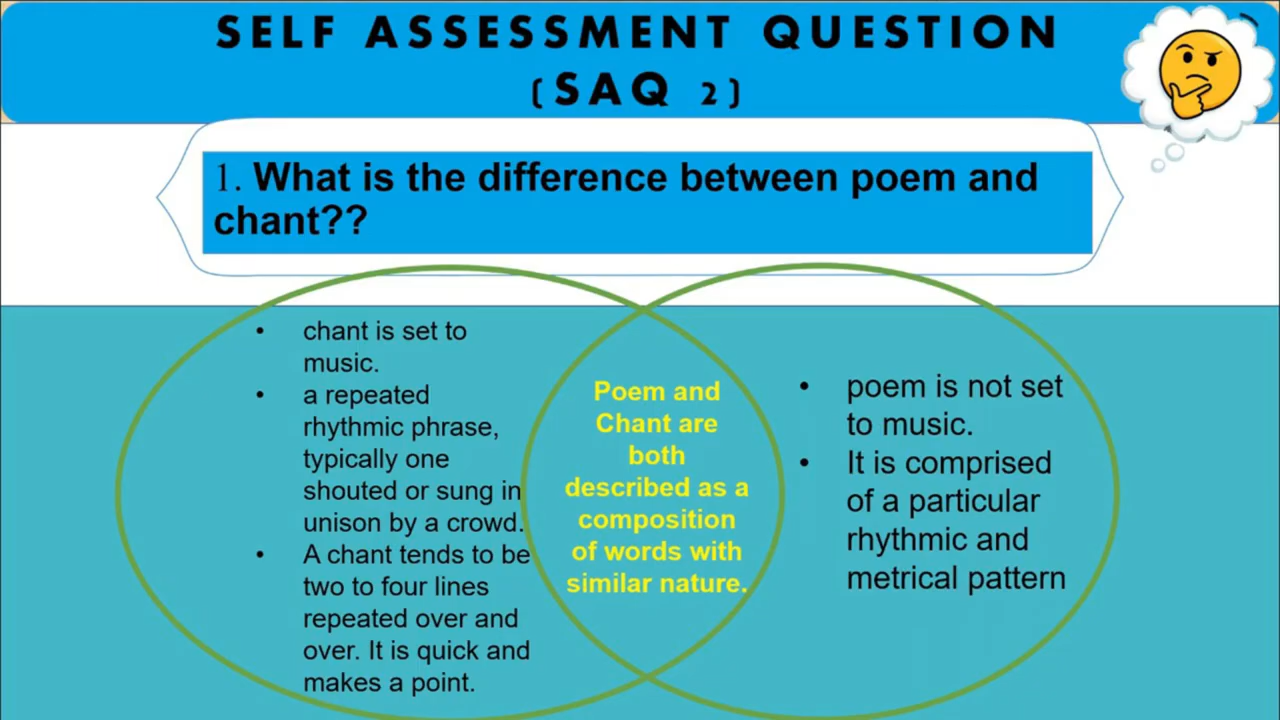 SELF ASSESSMENT QUESTION
(SAQ 2)
1. What is the difference between poem and
chant??
• chant is set to
music.
• a repeated
rhythmic phrase,
typically one
shouted or sung in
unison by a crowd.
• A chant tends to be
two to four lines
repeated over and
over. It is quick and
makes a point.
Poem and
Chant are
both
described as a
composition
of words with
similar nature.
• poem is not set
to music.
• It is comprised
of a particular
rhythmic and
metrical pattern